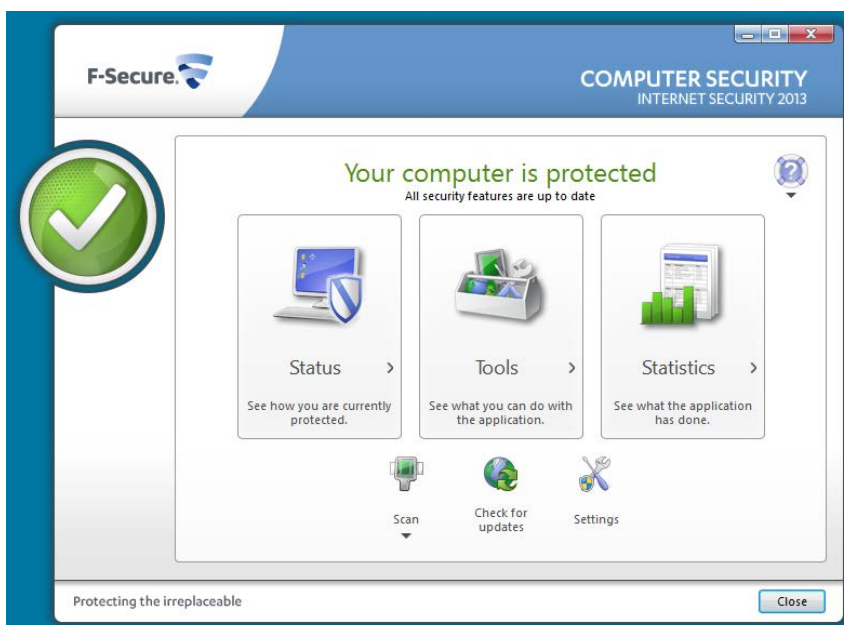 F-Secure.
COMPUTER SECURITY
INTERNET SECURITY 2013
Your computer is protected
All security features are up to date
Status
See how you are currently
protected.
Tools
See what you can do with
the application.
Statistics
See what the application
has done.
Scan
Check for
updates
Settings
Protecting the irreplaceable
Close